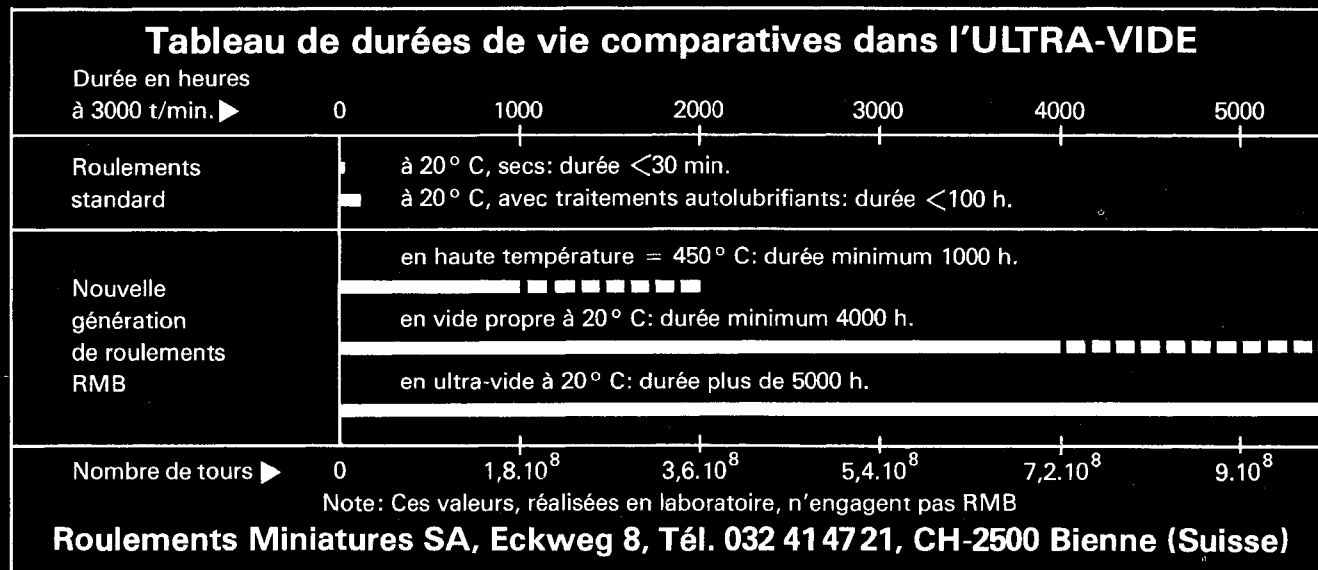 Tableau de durées de vie comparatives dans l'ULTRA-VIDE
Durée en heures
à 3000 t/min. ▶ 0 1000 2000 3000 4000 5000
Roulements
standard
à 20° C, secs: durée <30 min.
à 20° C, avec traitements autolubrifiants: durée <100 h.
Nouvelle
génération
de roulements
RMB
en haute température = 450° C: durée minimum 1000 h.
en vide propre à 20° C: durée minimum 4000 h.
en ultra-vide à 20° C: durée plus de 5000 h.
Nombre de tours ▶ 0 1,8.10⁸ 3,6.10⁸ 5,4.10⁸ 7,2.10⁸ 9.10⁸
Note: Ces valeurs, réalisées en laboratoire, n'engagent pas RMB
Roulements Miniatures SA, Eckweg 8, Tél. 032 41 47 21, CH-2500 Bienne (Suisse)